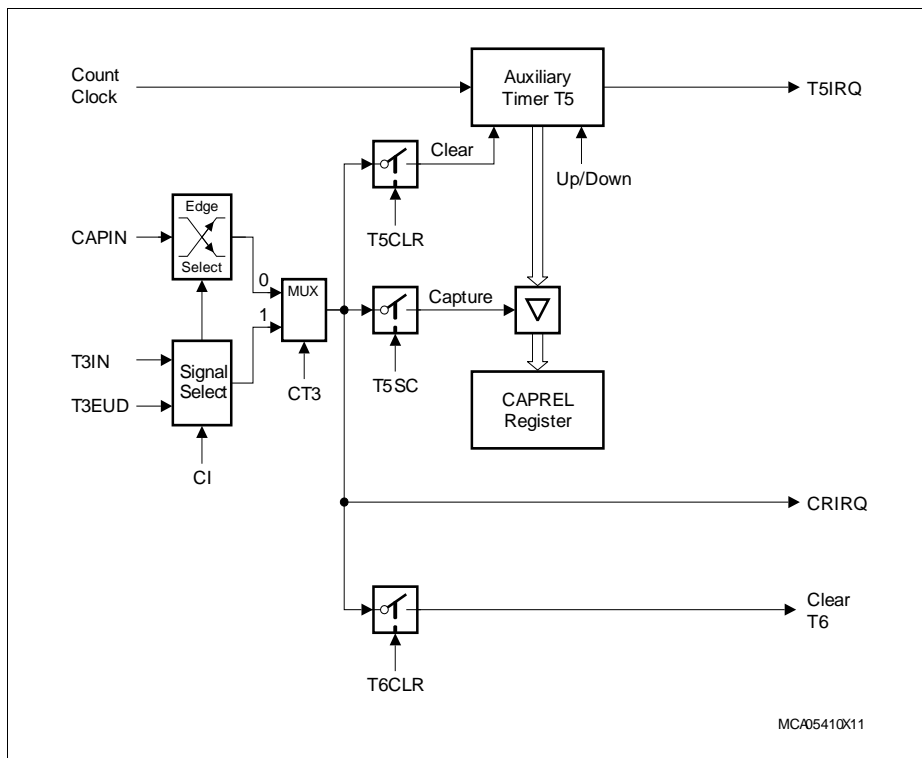 Count
Clock
Auxiliary
Timer T5
T5IRQ
Clear
Up/Down
T5CLR
Edge
Select
CAPIN
0
MUX
1
Capture
T3IN
T3EUD
Signal
Select
CT3
T5SC
CAPREL
Register
CI
CRIRQ
Clear
T6
T6CLR
MCA05410X11